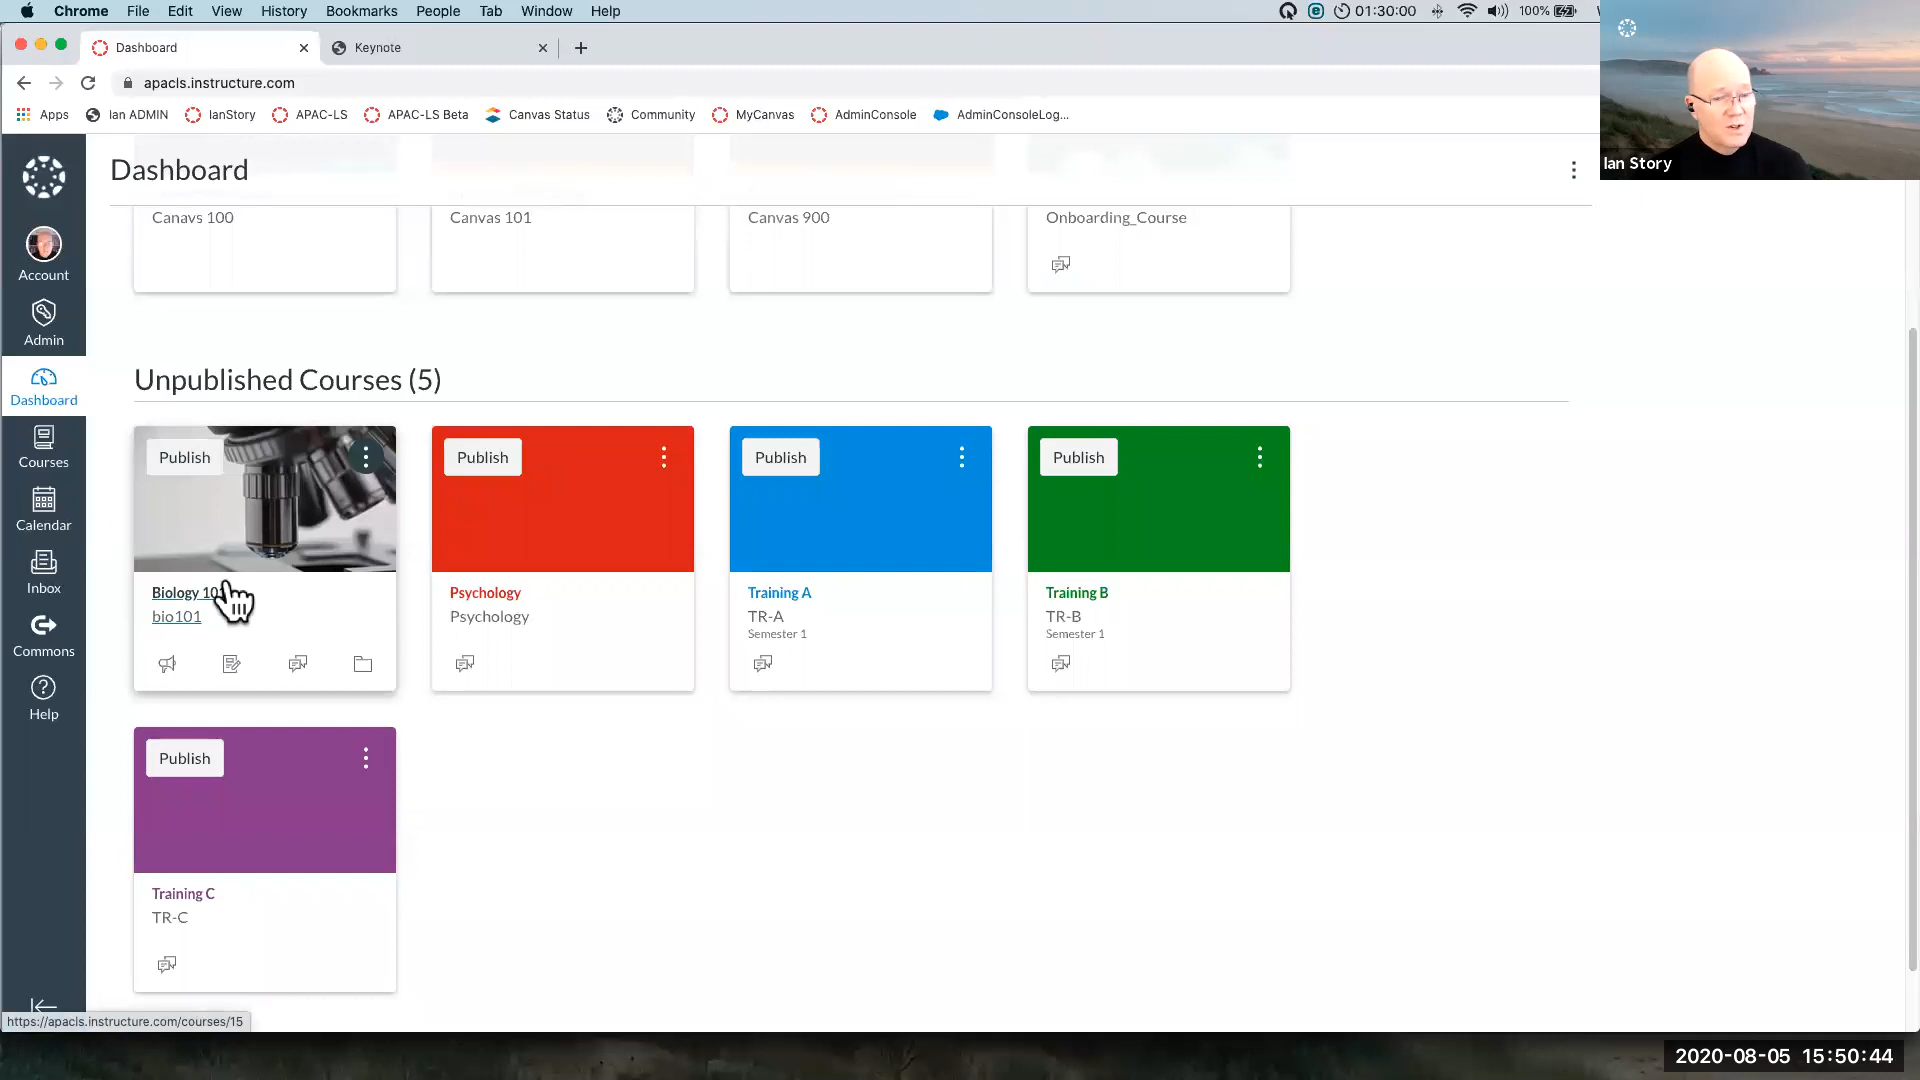 Chrome File Edit View History Bookmarks People Tab Window Help
01:30:00 100%
Dashboard Keynote
apacls.instructure.com
Apps Ian ADMIN IanStory APAC-LS APAC-LS Beta Canvas Status Community MyCanvas AdminConsole AdminConsoleLog...
Ian Story
Dashboard
Canavs 100 Canvas 101 Canvas 900 Onboarding_Course
Account
Admin
Dashboard
Courses
Calendar
Inbox
Commons
Help
Unpublished Courses (5)
Publish Publish Publish Publish
Biology 101 Psychology Training A Training B
bio101 Psychology TR-A TR-B
Semester 1 Semester 1
Publish
Training C
TR-C
https://apacls.instructure.com/courses/15
2020-08-05 15:50:44